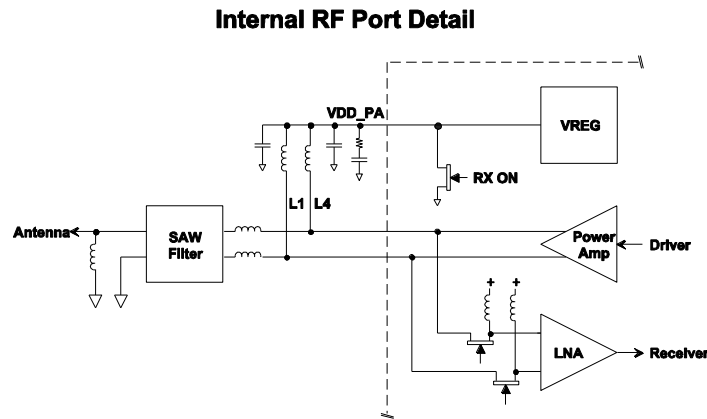 Internal RF Port Detail
VDD_PA
VREG
RX ON
L1 L4
Antenna
SAW
Filter
Power
Amp
Driver
+ +
LNA
Receiver